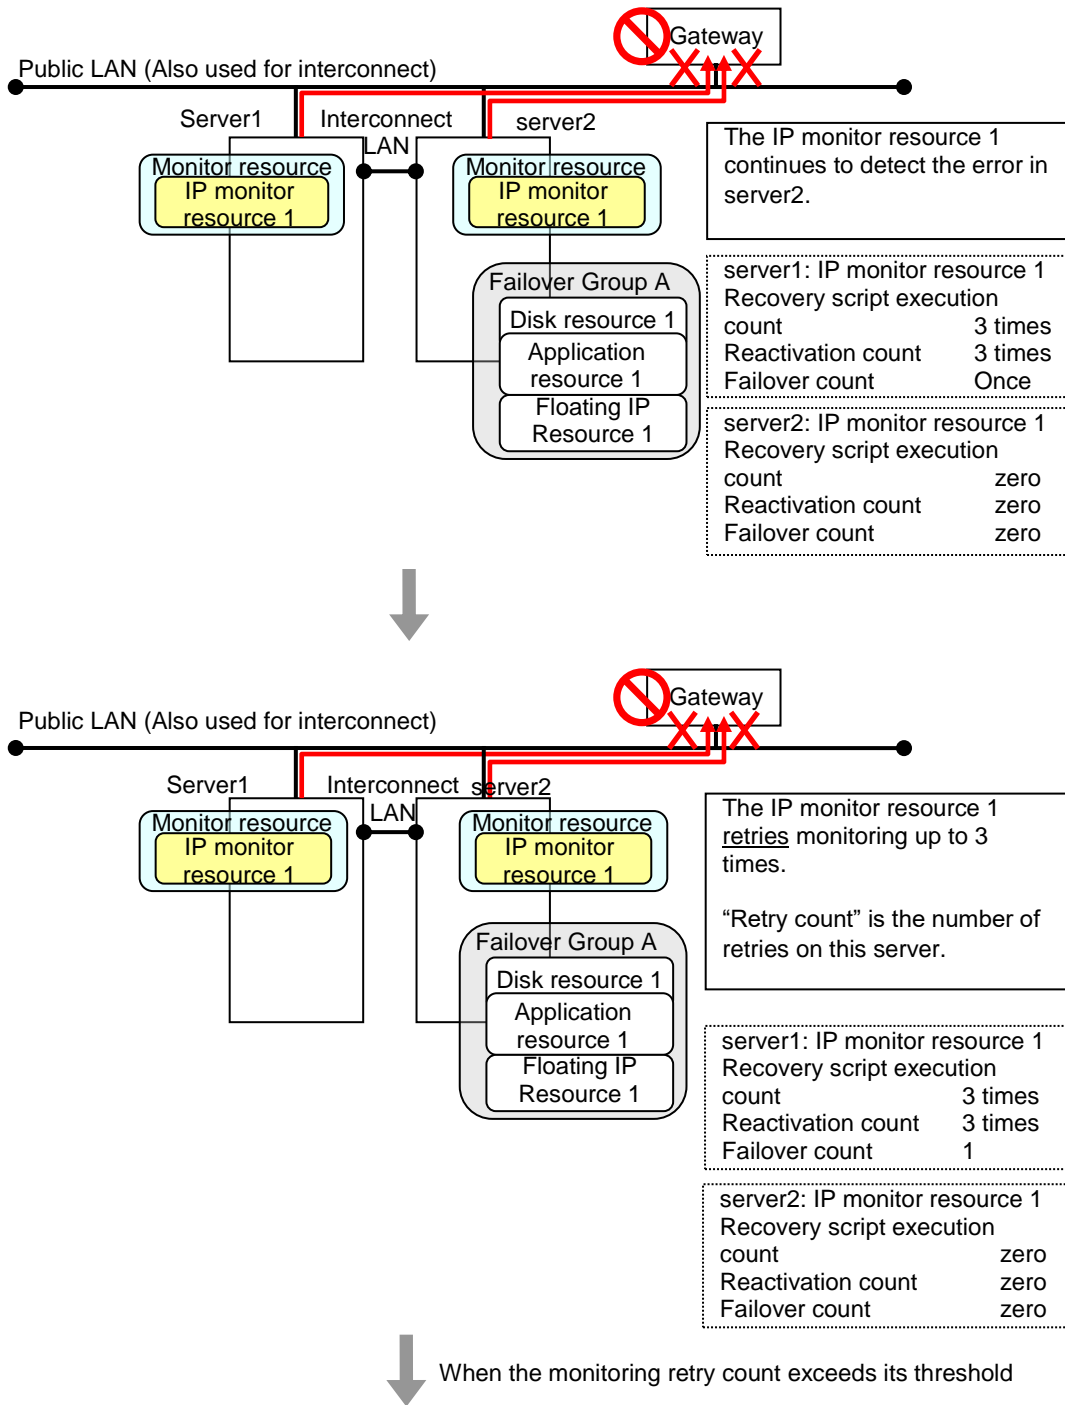 Gateway
Public LAN (Also used for interconnect)
Server1
Interconnect
LAN
server2
Monitor resource
IP monitor
resource 1
Monitor resource
IP monitor
resource 1
The IP monitor resource 1
continues to detect the error in
server2.
Failover Group A
Disk resource 1
Application
resource 1
Floating IP
Resource 1
server1: IP monitor resource 1
Recovery script execution
count 3 times
Reactivation count 3 times
Failover count Once
server2: IP monitor resource 1
Recovery script execution
count zero
Reactivation count zero
Failover count zero
Gateway
Public LAN (Also used for interconnect)
Server1
Interconnect
LAN
server2
Monitor resource
IP monitor
resource 1
Monitor resource
IP monitor
resource 1
The IP monitor resource 1
retries monitoring up to 3
times.
“Retry count” is the number of
retries on this server.
Failover Group A
Disk resource 1
Application
resource 1
Floating IP
Resource 1
server1: IP monitor resource 1
Recovery script execution
count 3 times
Reactivation count 3 times
Failover count 1
server2: IP monitor resource 1
Recovery script execution
count zero
Reactivation count zero
Failover count zero
When the monitoring retry count exceeds its threshold